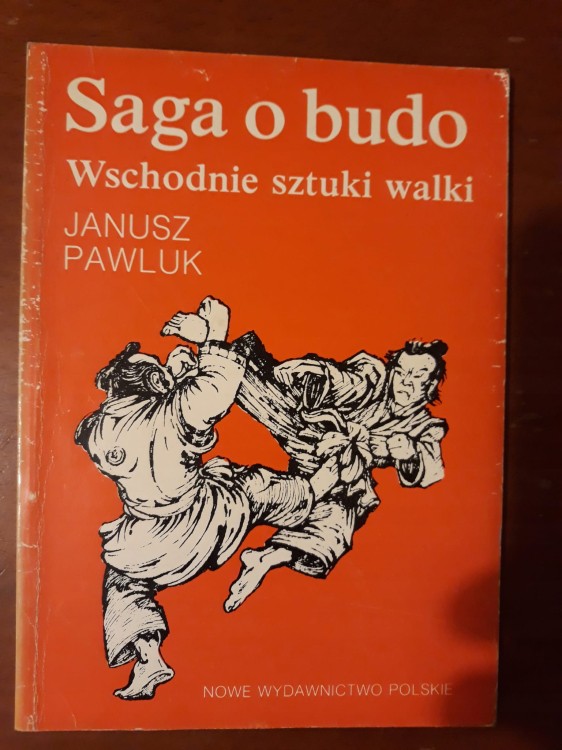 Saga o budo
Wschodnie sztuki walki
JANUSZ
PAWLUK
NOWE WYDAWNICTWO POLSKIE